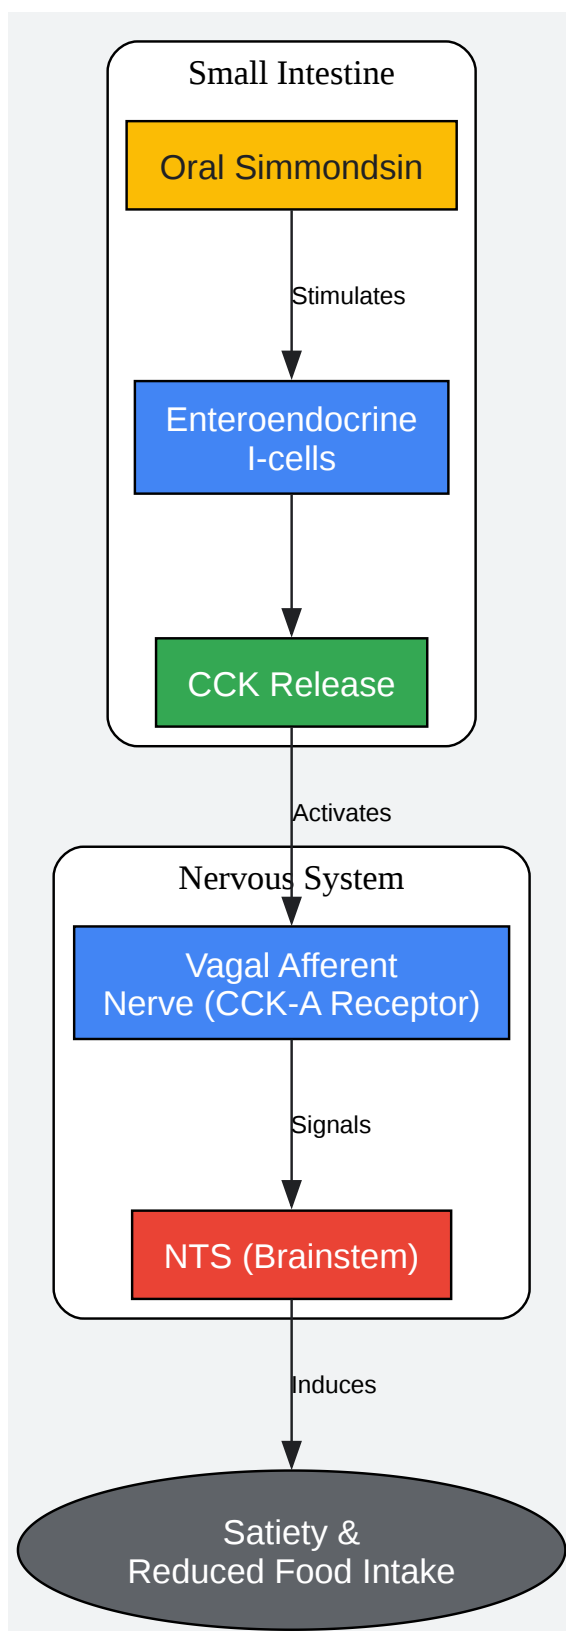 Small Intestine
Oral Simmondsin
Stimulates
Enteroendocrine
I-cells
CCK Release
Activates
Nervous System
Vagal Afferent
Nerve (CCK-A Receptor)
Signals
NTS (Brainstem)
Induces
Satiety &
Reduced Food Intake